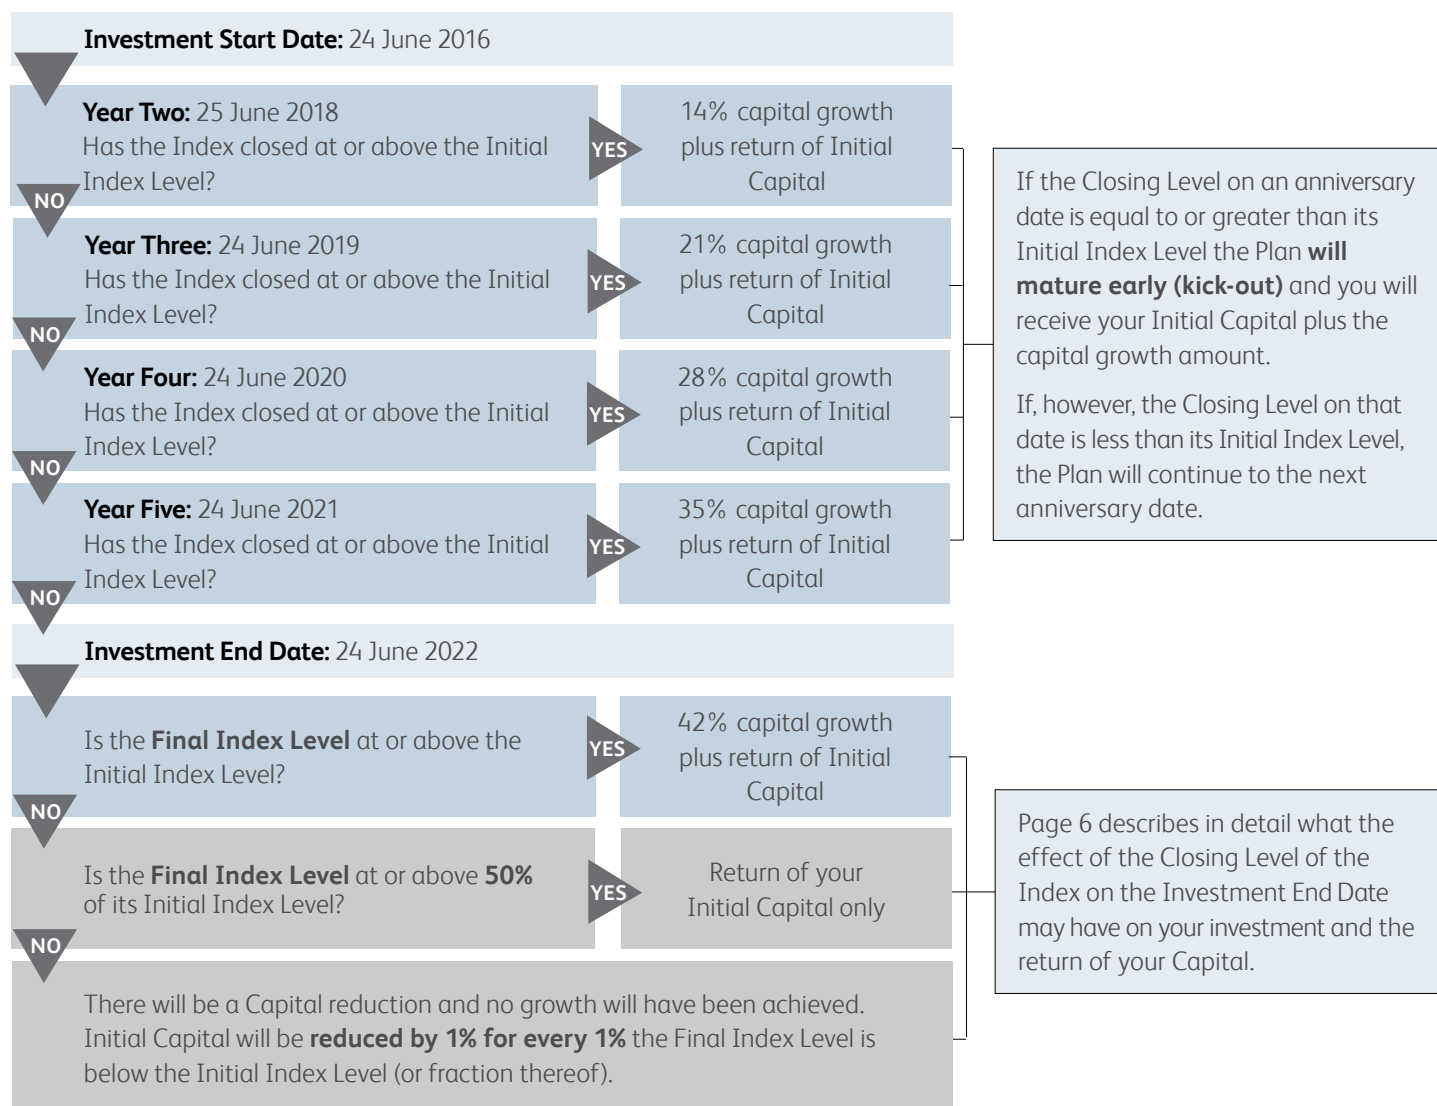 Investment Start Date: 24 June 2016
Year Two: 25 June 2018
Has the Index closed at or above the Initial
Index Level?
YES
14% capital growth
plus return of Initial
Capital
NO
Year Three: 24 June 2019
Has the Index closed at or above the Initial
Index Level?
YES
21% capital growth
plus return of Initial
Capital
NO
Year Four: 24 June 2020
Has the Index closed at or above the Initial
Index Level?
YES
28% capital growth
plus return of Initial
Capital
NO
Year Five: 24 June 2021
Has the Index closed at or above the Initial
Index Level?
YES
35% capital growth
plus return of Initial
Capital
NO
If the Closing Level on an anniversary
date is equal to or greater than its
Initial Index Level the Plan will
mature early (kick-out) and you will
receive your Initial Capital plus the
capital growth amount.
If, however, the Closing Level on that
date is less than its Initial Index Level,
the Plan will continue to the next
anniversary date.
Investment End Date: 24 June 2022
Is the Final Index Level at or above the
Initial Index Level?
YES
42% capital growth
plus return of Initial
Capital
NO
Is the Final Index Level at or above 50%
of its Initial Index Level?
YES
Return of your
Initial Capital only
NO
There will be a Capital reduction and no growth will have been achieved.
Initial Capital will be reduced by 1% for every 1% the Final Index Level is
below the Initial Index Level (or fraction thereof).
Page 6 describes in detail what the
effect of the Closing Level of the
Index on the Investment End Date
may have on your investment and the
return of your Capital.